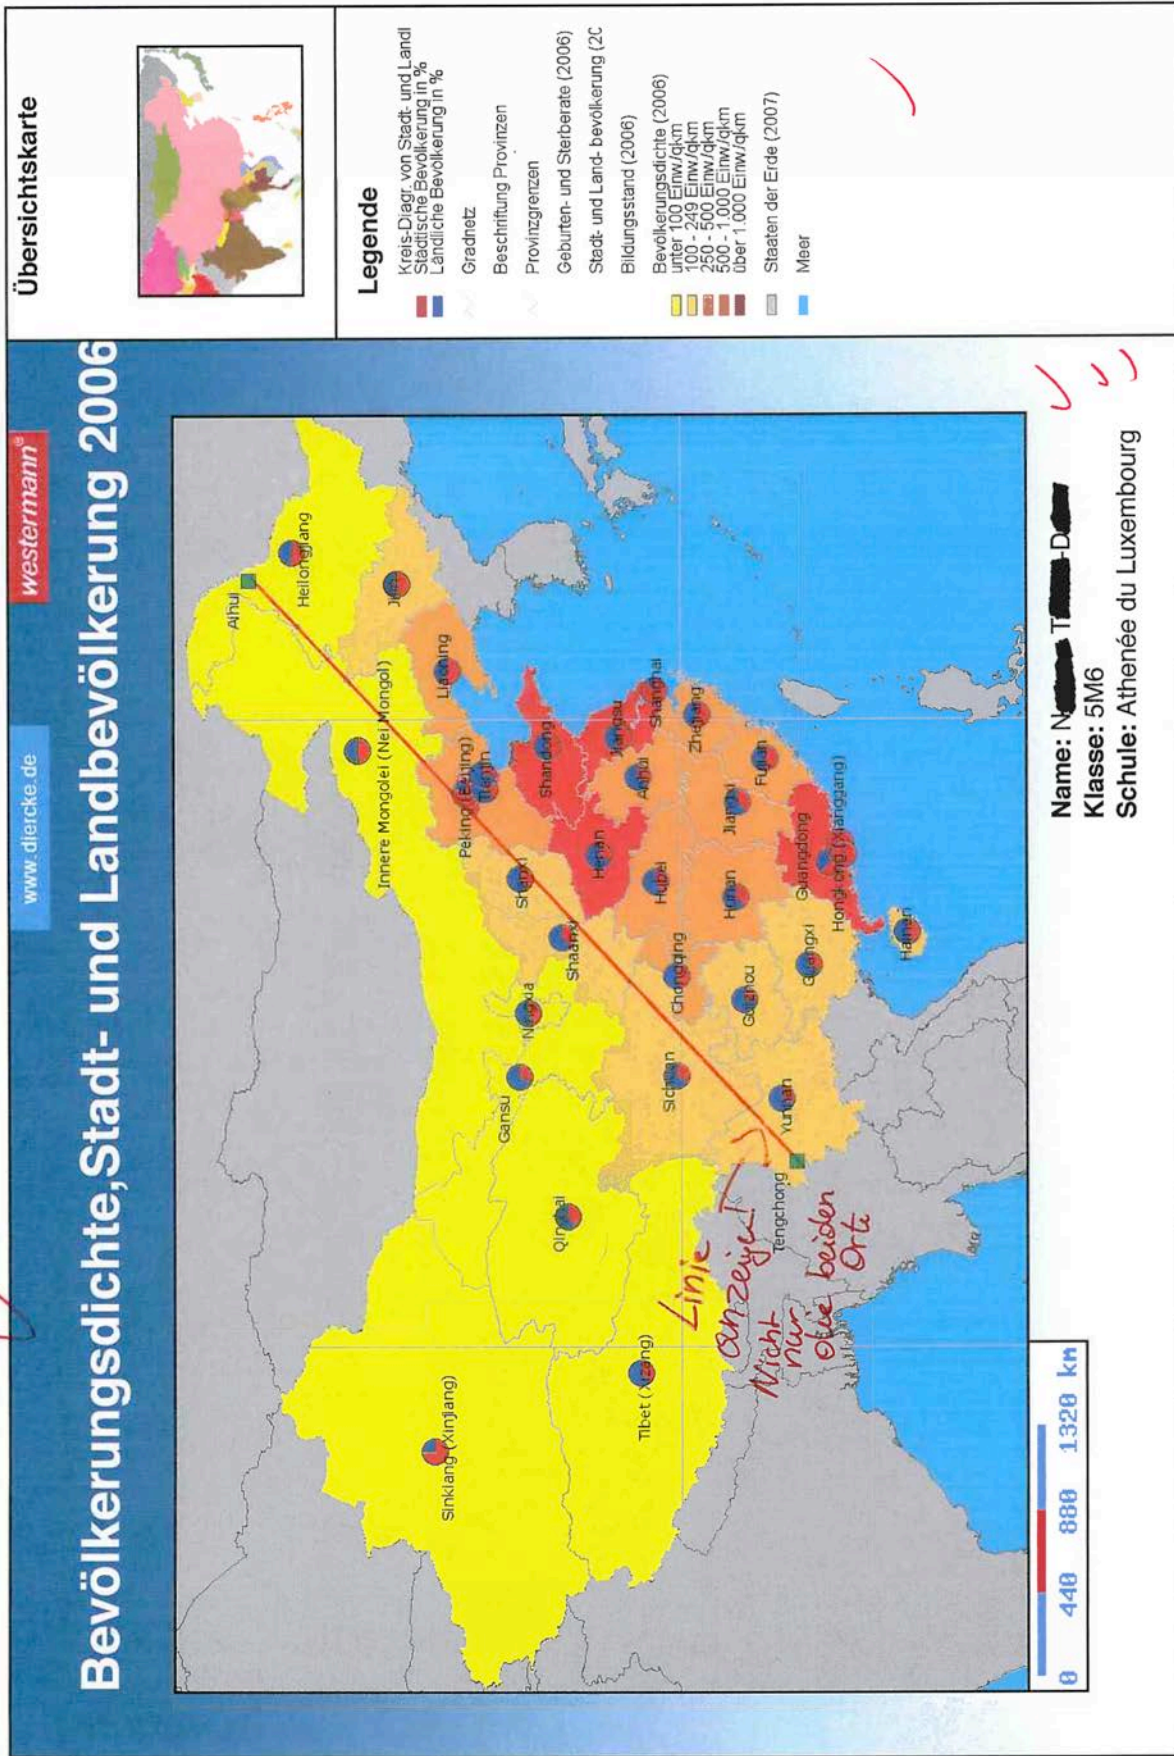 www.diercke.de
westermann®
Bevölkerungsdichte,Stadt- und Landbevölkerung 2006
Übersichtskarte
Legende
Kreis-Diagr. von Stadt- und Landl
Städtische Bevölkerung in %
Ländliche Bevölkerung in %
Gradnetz
Beschriftung Provinzen
Provinzgrenzen
Geburten- und Sterberate (2006)
Stadt- und Land- bevölkerung (20
Bildungsstand (2006)
Bevölkerungsdichte (2006)
unter 100 Einw./qkm
100 - 249 Einw./qkm
250 - 500 Einw./qkm
500 - 1.000 Einw./qkm
über 1.000 Einw./qkm
Staaten der Erde (2007)
Meer
Aihui
Heilongjiang
Jilin
Liaoning
Innere Mongolei (Nei Mongol)
Peking (Beijing)
Tianjin
Sinkiang (Xinjiang)
Gansu
Ningxia
Shanxi
Shandong
Qinghai
Shaanxi
Henan
Jiangsu
Anhui
Shanghai
Tibet (Xizang)
Sichuan
Chongqing
Hubei
Zhejiang
Guizhou
Hunan
Jiangxi
Fujian
Yunnan
Guangxi
Guangdong
Hongkong (Xianggang)
Tengchong
Hainan
Linie
anzeigen!
Nicht
nur
die beiden
Orte
0 440 880 1320 km
Name: N T -D
Klasse: 5M6
Schule: Athenée du Luxembourg